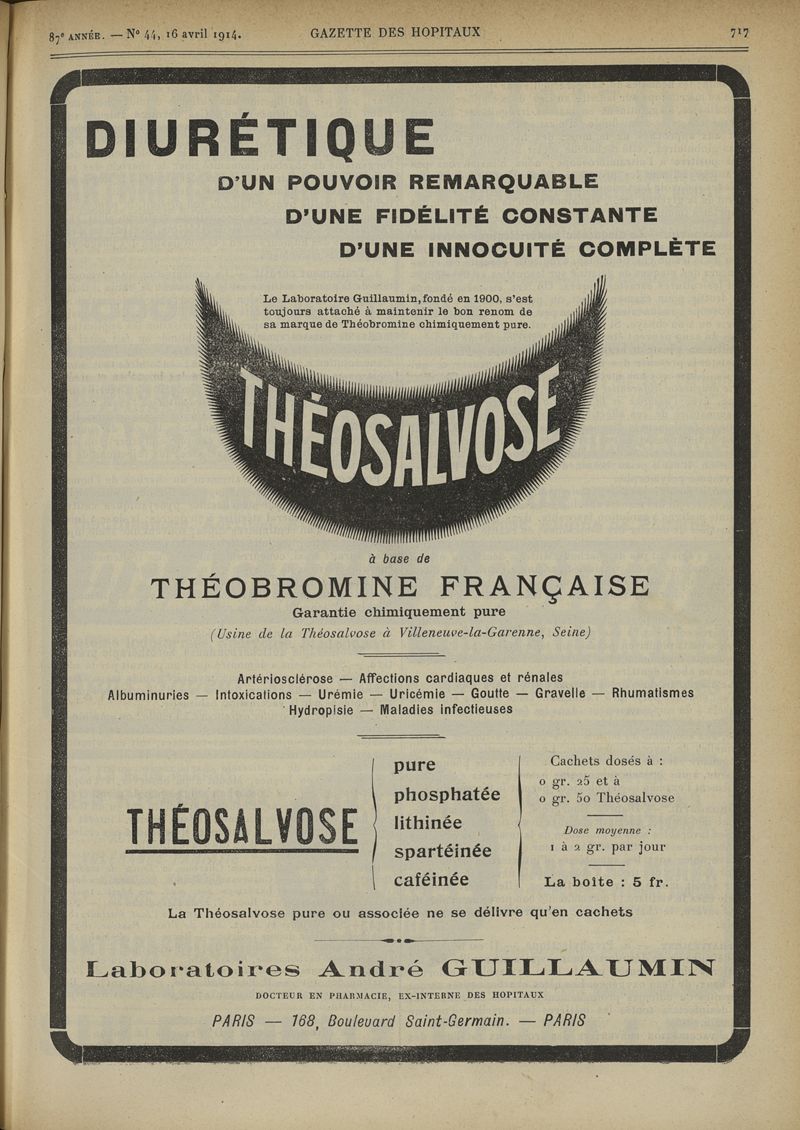 87e ANNÉE. — No 44, 16 avril 1914. GAZETTE DES HOPITAUX 717
DIURÉTIQUE
D'UN POUVOIR REMARQUABLE
D'UNE FIDÉLITÉ CONSTANTE
D'UNE INNOCUITÉ COMPLÈTE
Le Laboratoire Guillaumin, fondé en 1900, s'est
toujours attaché à maintenir le bon renom de
sa marque de Théobromine chimiquement pure.
THÉOSALVOSE
à base de
THÉOBROMINE FRANÇAISE
Garantie chimiquement pure
(Usine de la Théosalvose à Villeneuve-la-Garenne, Seine)
Artériosclérose — Affections cardiaques et rénales
Albuminuries — Intoxications — Urémie — Uricémie — Goutte — Gravelle — Rhumatismes
Hydropisie — Maladies infectieuses
THÉOSALVOSE
pure
phosphatée
lithinée
spartéinée
caféinée
Cachets dosés à :
0 gr. 25 et à
0 gr. 50 Théosalvose
Dose moyenne :
1 à 2 gr. par jour
La boîte : 5 fr.
La Théosalvose pure ou associée ne se délivre qu'en cachets
Laboratoires André GUILLAUMIN
DOCTEUR EN PHARMACIE, EX-INTERNE DES HOPITAUX
PARIS — 168, Boulevard Saint-Germain. — PARIS